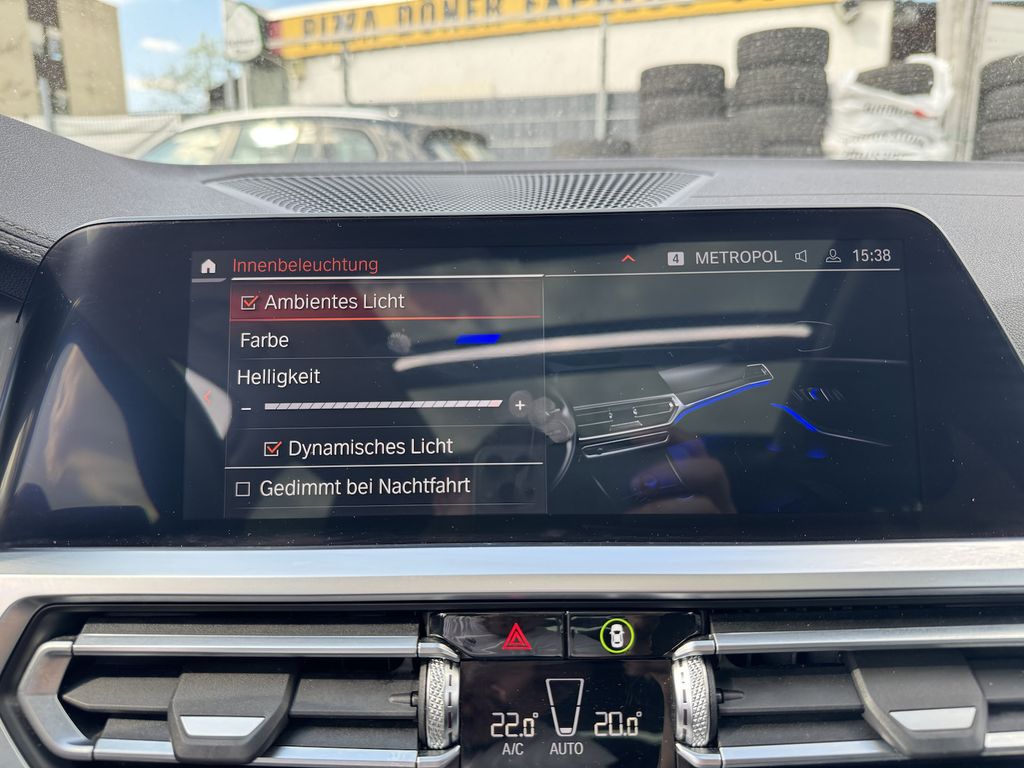 PIZZA DÖNER
Innenbeleuchtung
4 METROPOL 15:38
Ambientes Licht
Farbe
Helligkeit
− +
Dynamisches Licht
Gedimmt bei Nachtfahrt
22.0° 20.0°
A/C AUTO